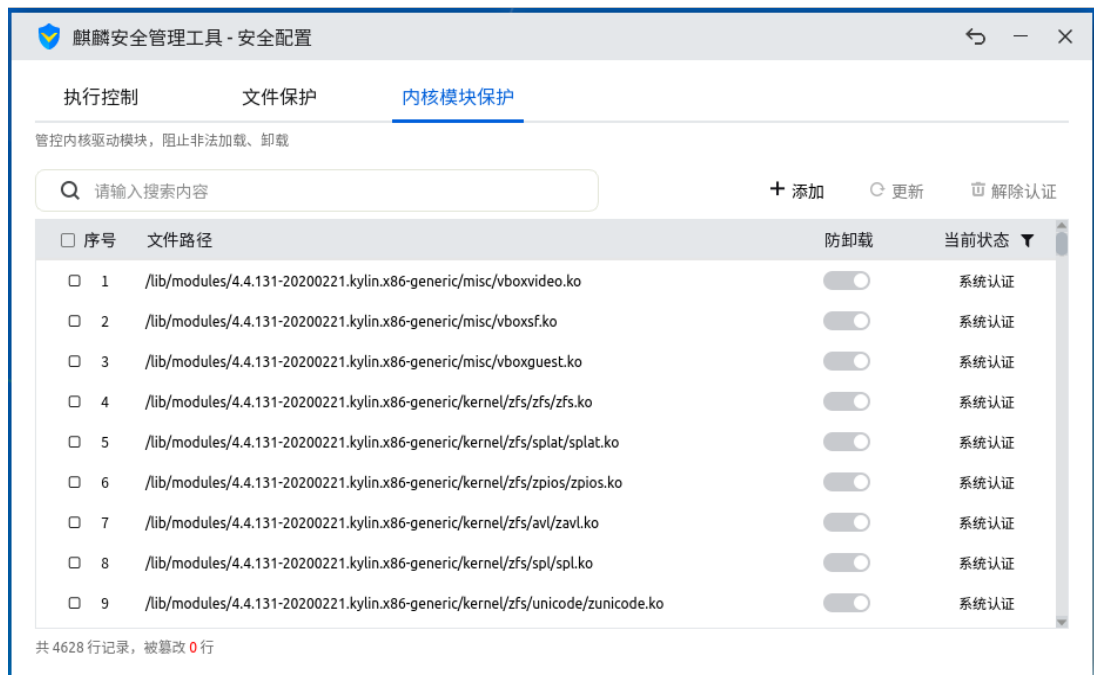 麒麟安全管理工具 - 安全配置
执行控制 文件保护 内核模块保护
管控内核驱动模块，阻止非法加载、卸载
请输入搜索内容 添加 更新 解除认证
序号 文件路径 防卸载 当前状态
1 /lib/modules/4.4.131-20200221.kylin.x86-generic/misc/vboxvideo.ko 系统认证
2 /lib/modules/4.4.131-20200221.kylin.x86-generic/misc/vboxsf.ko 系统认证
3 /lib/modules/4.4.131-20200221.kylin.x86-generic/misc/vboxguest.ko 系统认证
4 /lib/modules/4.4.131-20200221.kylin.x86-generic/kernel/zfs/zfs/zfs.ko 系统认证
5 /lib/modules/4.4.131-20200221.kylin.x86-generic/kernel/zfs/splat/splat.ko 系统认证
6 /lib/modules/4.4.131-20200221.kylin.x86-generic/kernel/zfs/zpios/zpios.ko 系统认证
7 /lib/modules/4.4.131-20200221.kylin.x86-generic/kernel/zfs/avl/zavl.ko 系统认证
8 /lib/modules/4.4.131-20200221.kylin.x86-generic/kernel/zfs/spl/spl.ko 系统认证
9 /lib/modules/4.4.131-20200221.kylin.x86-generic/kernel/zfs/unicode/zunicode.ko 系统认证
共 4628 行记录，被篡改 0 行